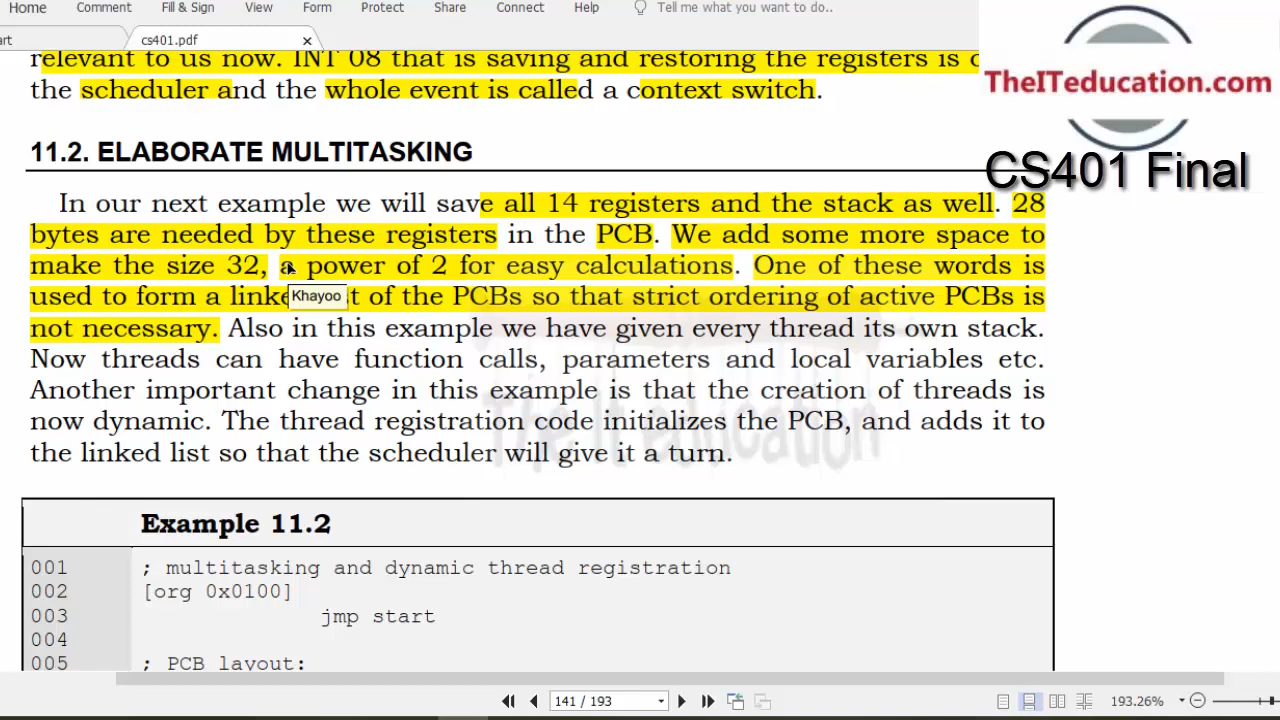 Home Comment Fill & Sign View Form Protect Share Connect Help Tell me what you want to do..
art cs401.pdf ×
relevant to us now. INT 08 that is saving and restoring the registers is
TheITeducation.com
the scheduler and the whole event is called a context switch.
11.2. ELABORATE MULTITASKING
CS401 Final
In our next example we will save all 14 registers and the stack as well. 28
bytes are needed by these registers in the PCB. We add some more space to
make the size 32, a power of 2 for easy calculations. One of these words is
used to form a linke st of the PCBs so that strict ordering of active PCBs is
Khayoo
not necessary. Also in this example we have given every thread its own stack.
Now threads can have function calls, parameters and local variables etc.
Another important change in this example is that the creation of threads is
now dynamic. The thread registration code initializes the PCB, and adds it to
the linked list so that the scheduler will give it a turn.
The It education
Example 11.2
001 ; multitasking and dynamic thread registration
002 [org 0x0100]
003 jmp start
004
005 ; PCB layout:
141 / 193 193.26%